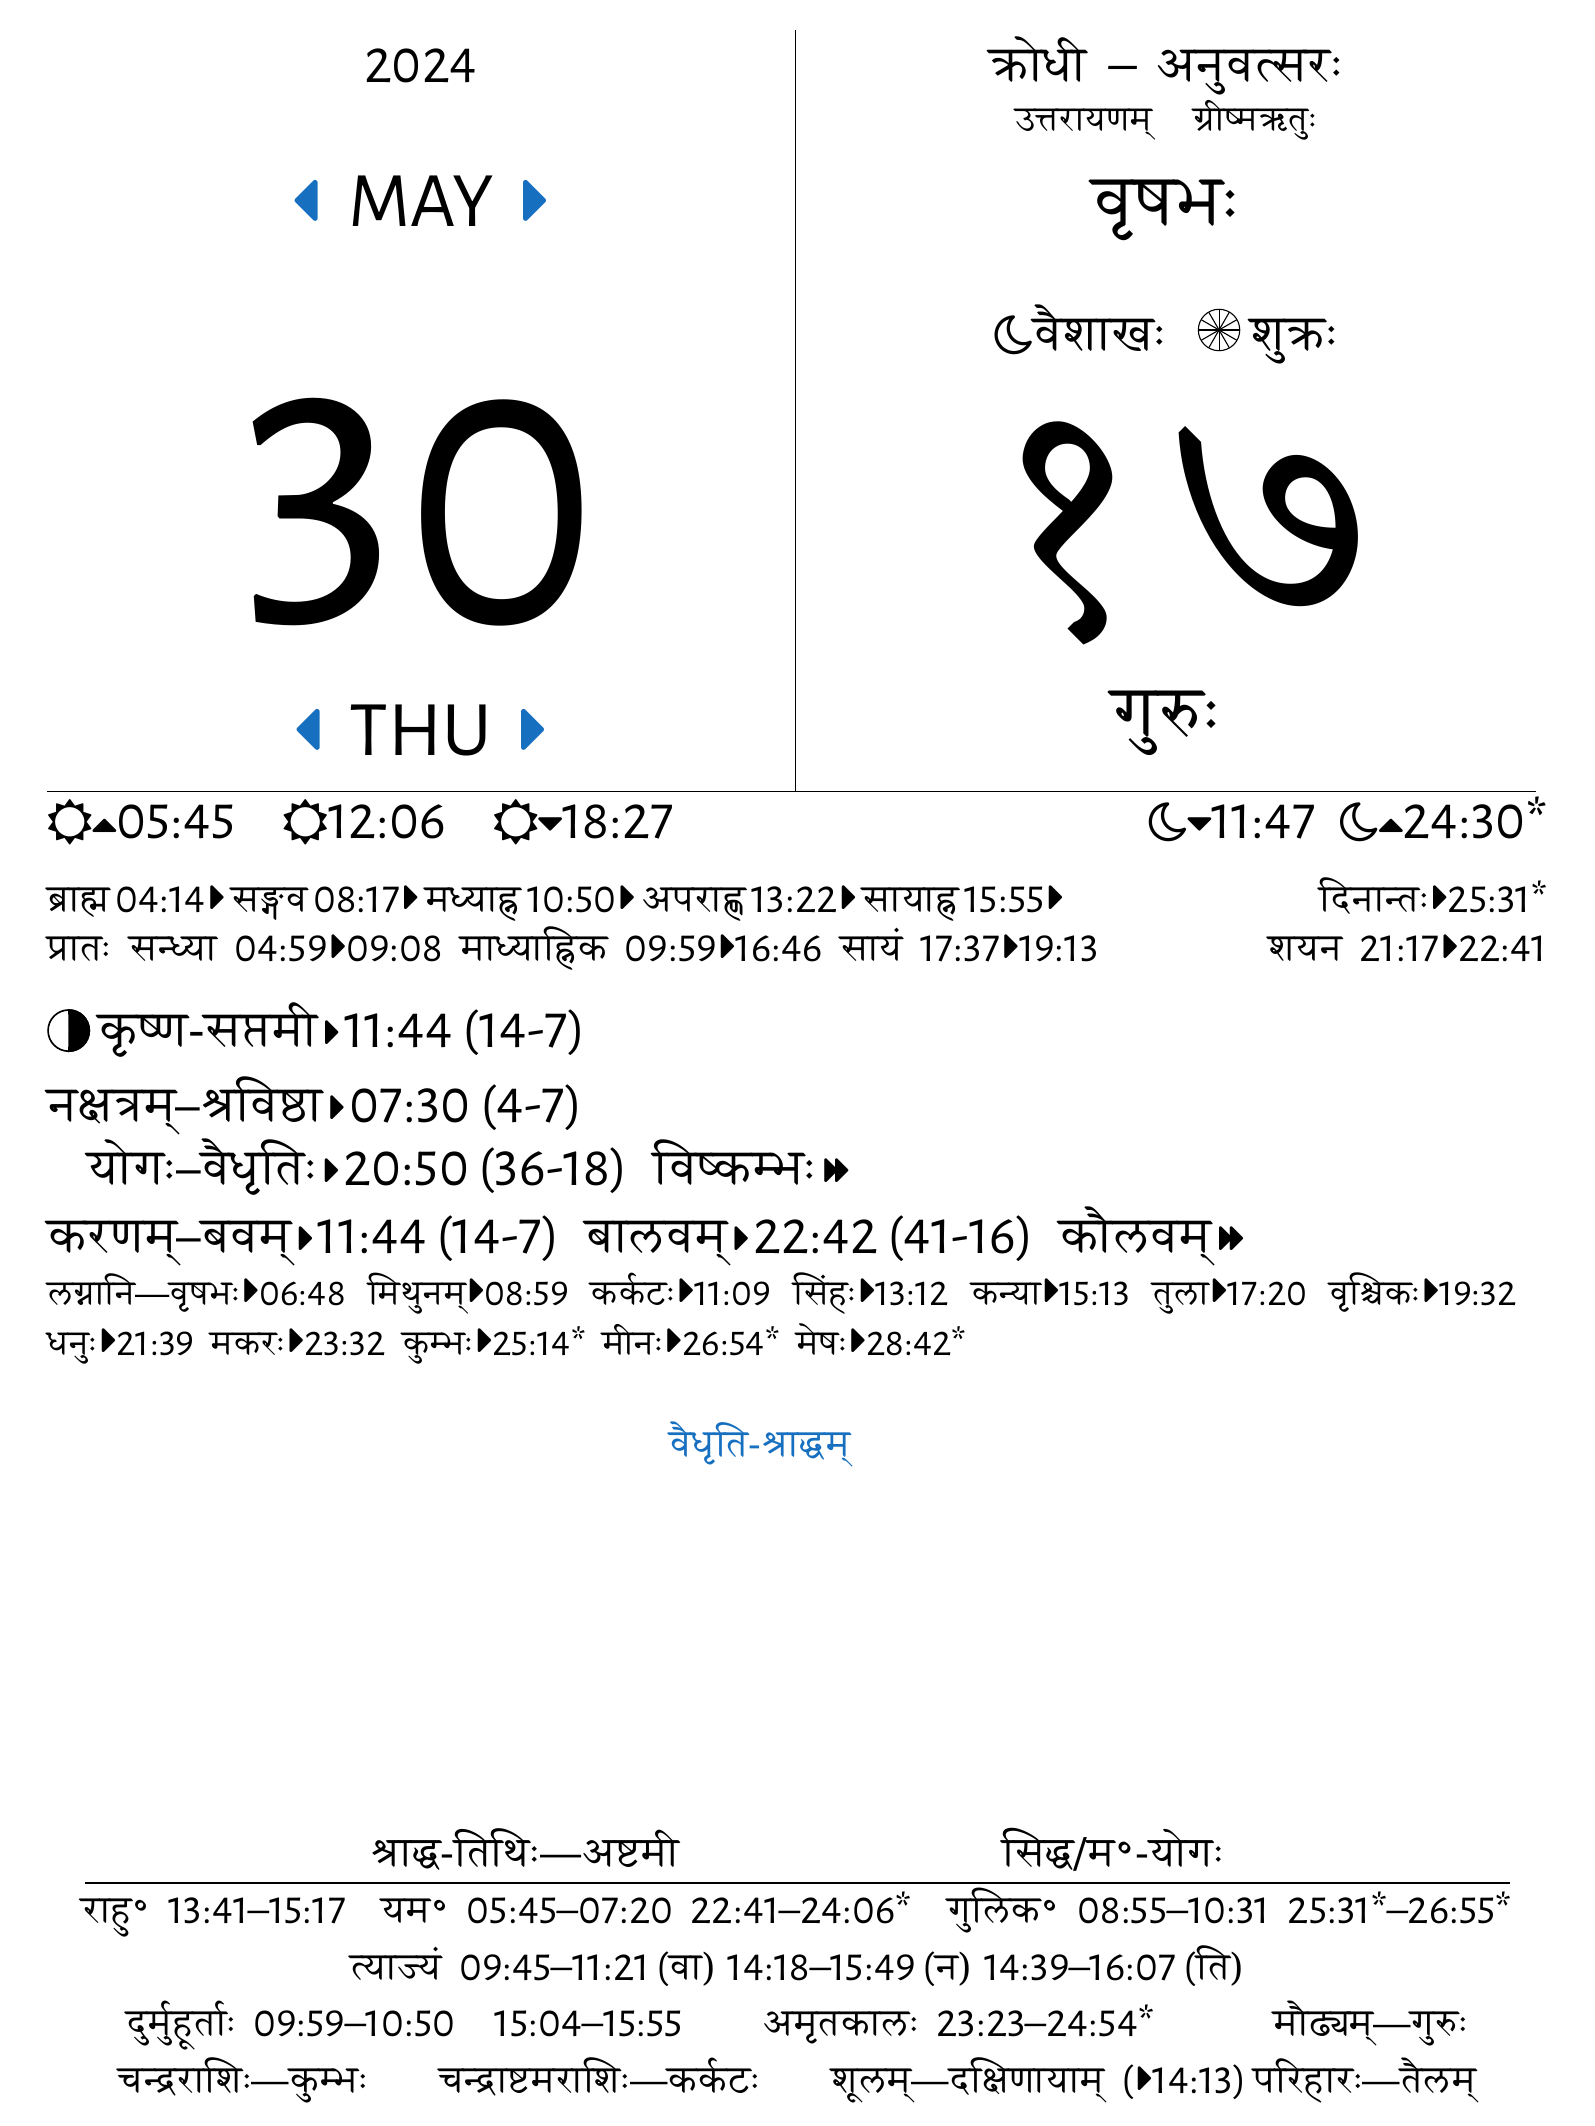 2024
MAY
30
THU
क्रोधी – अनुवत्सरः
उत्तरायणम् ग्रीष्मऋतुः
वृषभः
वैशाखः शुक्रः
१७
गुरुः
05:45 12:06 18:27 11:47 24:30*
ब्राह्म 04:14 सङ्गव 08:17 मध्याह्न 10:50 अपराह्ण 13:22 सायाह्न 15:55 दिनान्तः 25:31*
प्रातः सन्ध्या 04:59 09:08 माध्याह्निक 09:59 16:46 सायं 17:37 19:13 शयन 21:17 22:41
कृष्ण-सप्तमी 11:44 (14-7)
नक्षत्रम्–श्रविष्ठा 07:30 (4-7)
योगः–वैधृतिः 20:50 (36-18) विष्कम्भः
करणम्–बवम् 11:44 (14-7) बालवम् 22:42 (41-16) कौलवम्
लग्नानि—वृषभः 06:48 मिथुनम् 08:59 कर्कटः 11:09 सिंहः 13:12 कन्या 15:13 तुला 17:20 वृश्चिकः 19:32
धनुः 21:39 मकरः 23:32 कुम्भः 25:14* मीनः 26:54* मेषः 28:42*
वैधृति-श्राद्धम्
श्राद्ध-तिथिः—अष्टमी सिद्ध/म॰-योगः
राहु॰ 13:41–15:17 यम॰ 05:45–07:20 22:41–24:06* गुलिक॰ 08:55–10:31 25:31*–26:55*
त्याज्यं 09:45–11:21 (वा) 14:18–15:49 (न) 14:39–16:07 (ति)
दुर्मुहूर्ताः 09:59–10:50 15:04–15:55 अमृतकालः 23:23–24:54* मौढ्यम्—गुरुः
चन्द्रराशिः—कुम्भः चन्द्राष्टमराशिः—कर्कटः शूलम्—दक्षिणायाम् (14:13) परिहारः—तैलम्